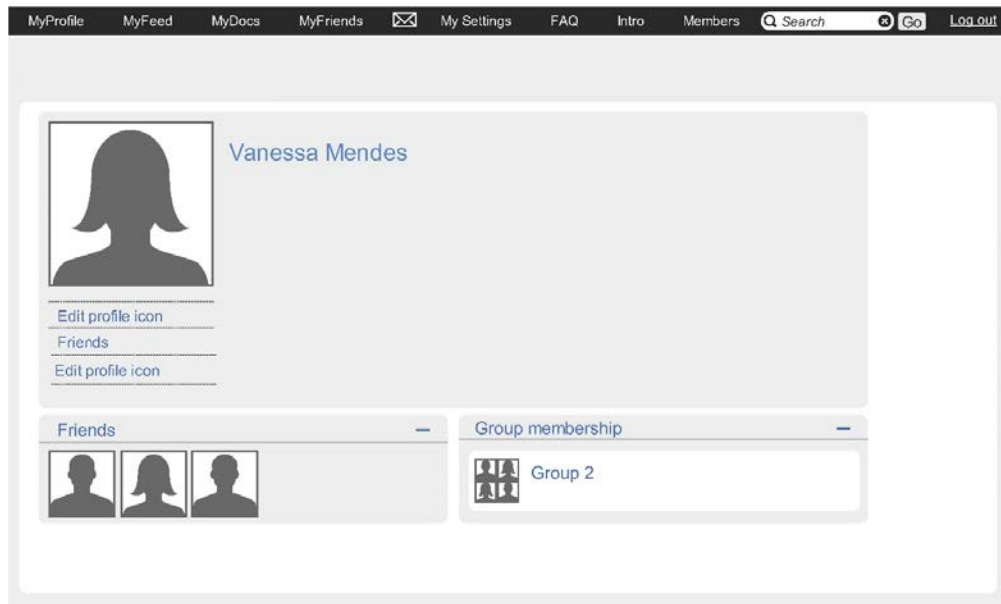 MyProfile MyFeed MyDocs MyFriends My Settings FAQ Intro Members Search Go Log out
Vanessa Mendes
Edit profile icon
Friends
Edit profile icon
Friends
Group membership
Group 2